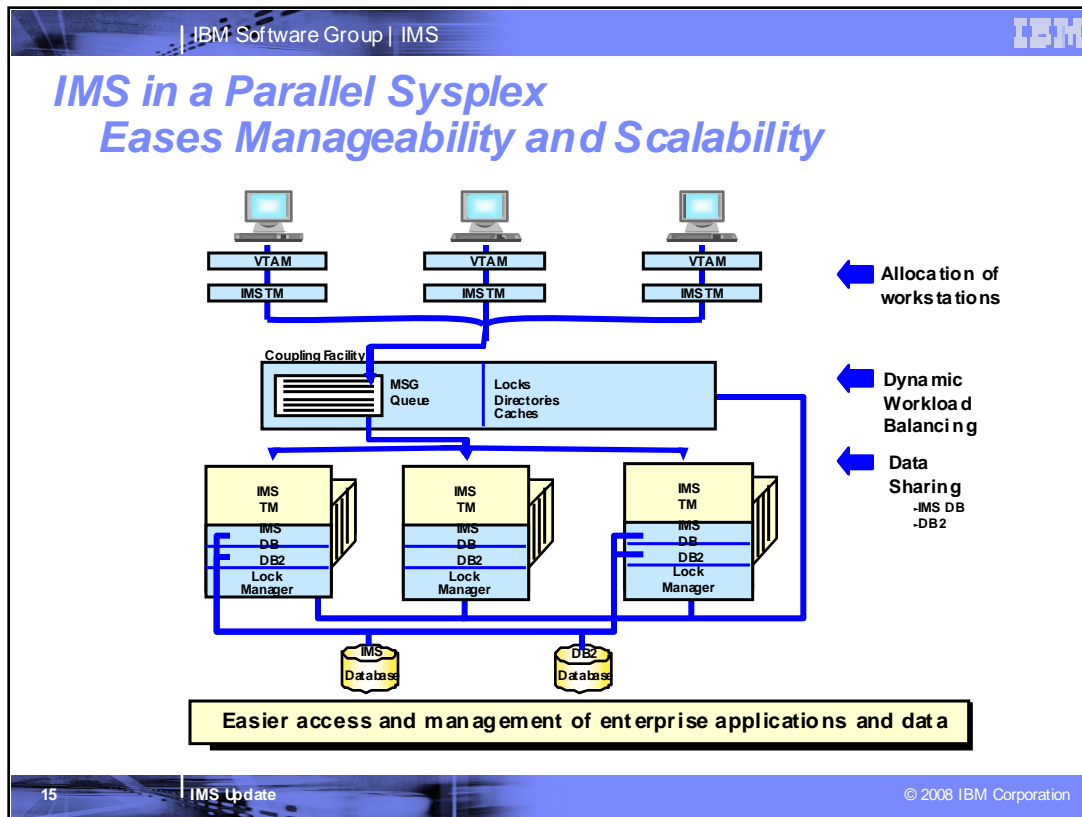 IBM Software Group | IMS
IBM
IMS in a Parallel Sysplex
Eases Manageability and Scalability
VTAM
VTAM
VTAM
IMS TM
IMS TM
IMS TM
Allocation of
workstations
Coupling Facility
MSG
Queue
Locks
Directories
Caches
Dynamic
Workload
Balancing
Data
Sharing
-IMS DB
-DB2
IMS
TM
IMS
DB
DB2
Lock
Manager
IMS
TM
IMS
DB
DB2
Lock
Manager
IMS
TM
IMS
DB
DB2
Lock
Manager
IMS
Database
DB2
Database
Easier access and management of enterprise applications and data
15
IMS Update
© 2008 IBM Corporation